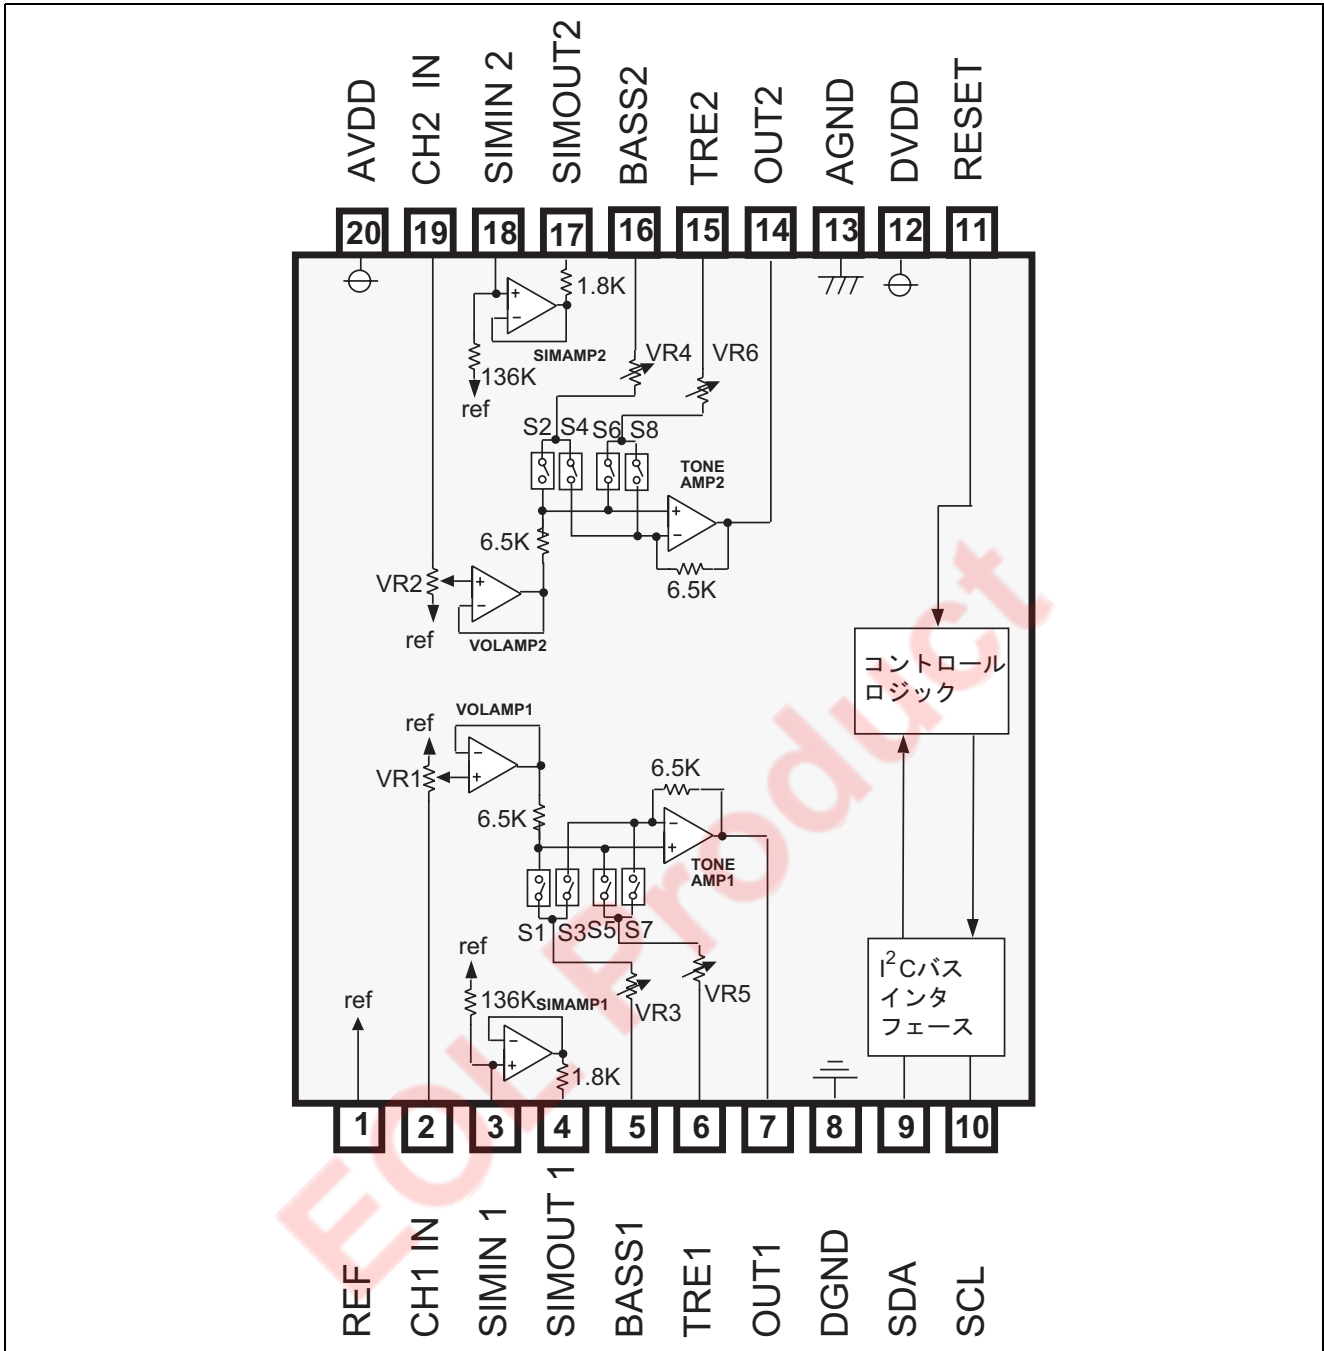 AVDD
CH2 IN
SIMIN 2
SIMOUT2
BASS2
TRE2
OUT2
AGND
DVDD
RESET
20 19 18 17 16 15 14 13 12 11
1.8K
SIMAMP2
136K
ref
VR4
VR6
S2 S4 S6 S8
TONE
AMP2
6.5K
6.5K
VR2
ref
VOLAMP2
コントロール
ロジック
VOLAMP1
ref
VR1
6.5K
6.5K
TONE
AMP1
S1 S3 S5 S7
ref
136K
SIMAMP1
1.8K
VR3
VR5
ref
I2Cバス
インタ
フェース
1 2 3 4 5 6 7 8 9 10
REF
CH1 IN
SIMIN 1
SIMOUT 1
BASS1
TRE1
OUT1
DGND
SDA
SCL
EOL Product